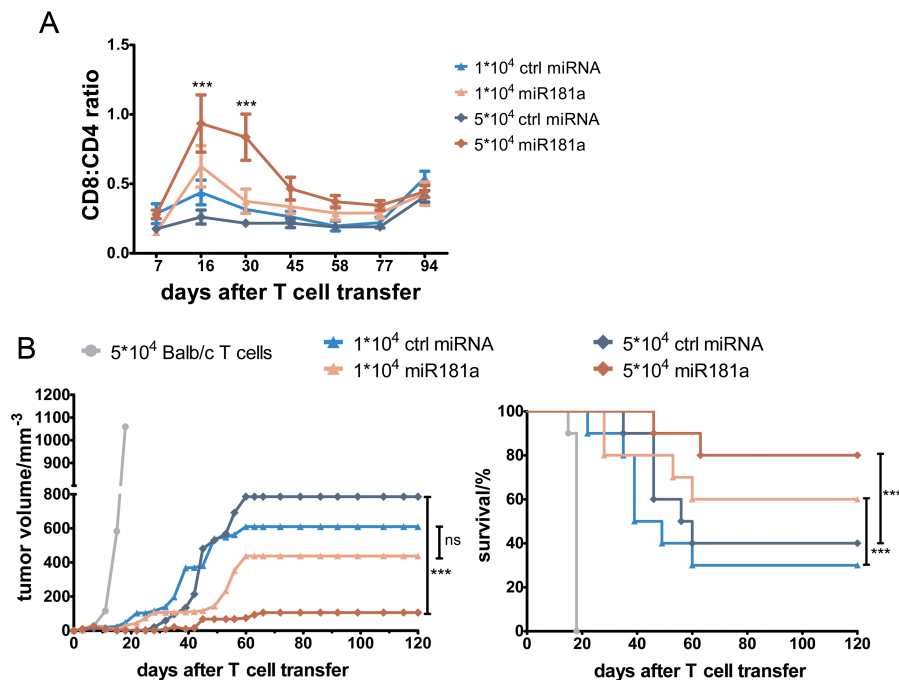 A
CD8:CD4 ratio
1.5
1.0
0.5
0.0
***
***
7 16 30 45 58 77 94
days after T cell transfer
1*10⁴ ctrl miRNA
1*10⁴ miR181a
5*10⁴ ctrl miRNA
5*10⁴ miR181a
B
5*10⁴ Balb/c T cells
1*10⁴ ctrl miRNA
1*10⁴ miR181a
5*10⁴ ctrl miRNA
5*10⁴ miR181a
tumor volume/mm⁻³
1200
1100
1000
900
800
600
400
200
0
ns
***
0 20 40 60 80 100 120
days after T cell transfer
survival/%
100
80
60
40
20
0
***
***
0 20 40 60 80 100 120
days after T cell transfer